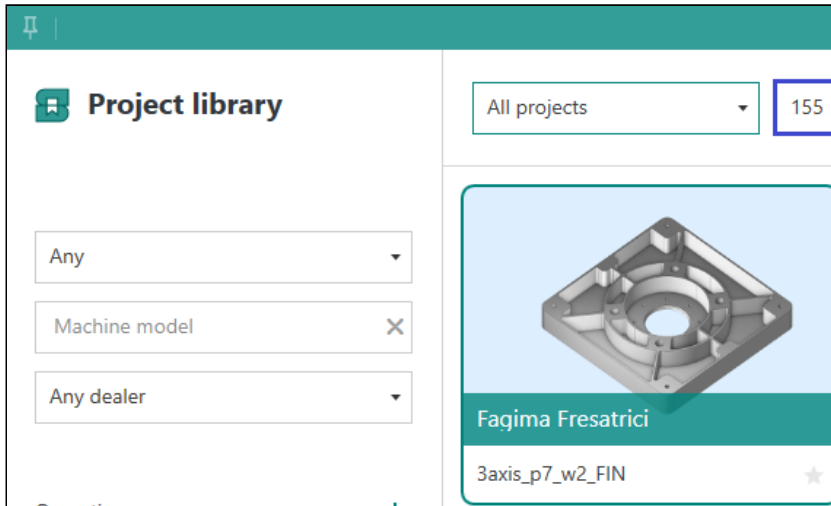 Project library
All projects
155
Any
Machine model
Any dealer
Fagima Fresatrici
3axis_p7_w2_FIN